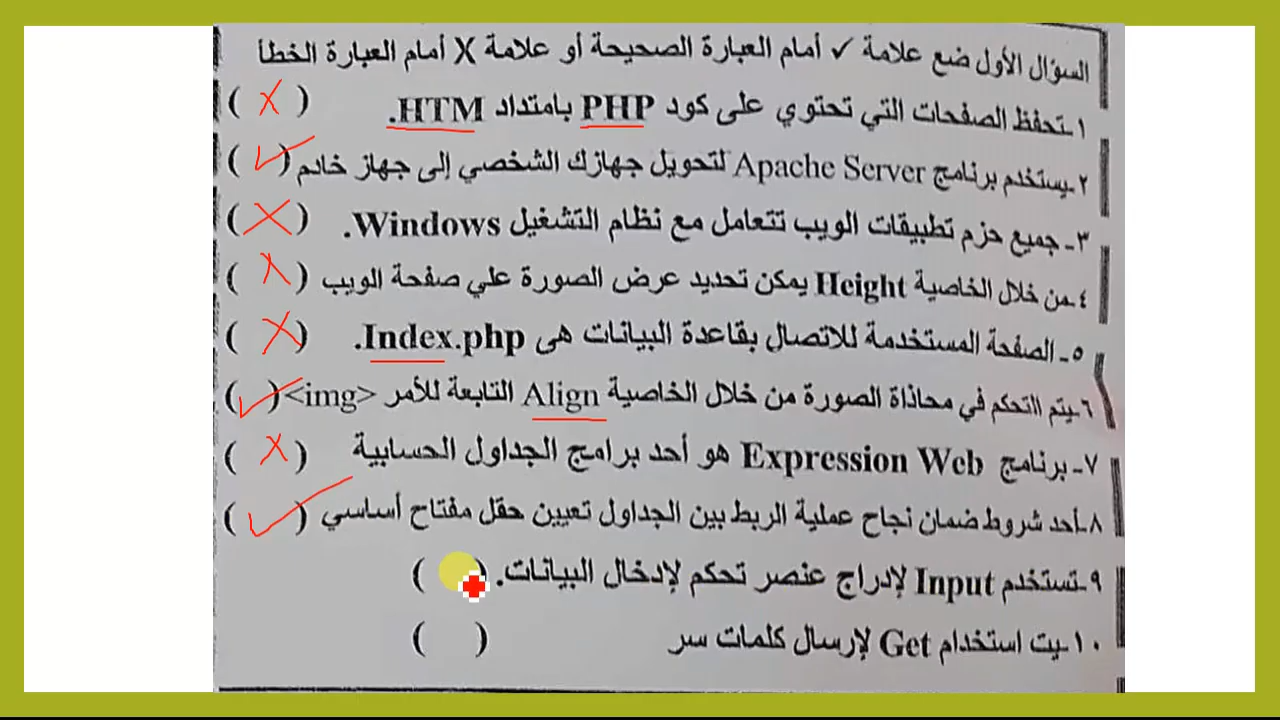 السؤال الأول ضع علامة ✓ أمام العبارة الصحيحة أو علامة X أمام العبارة الخطأ
١-تحفظ الصفحات التي تحتوي على كود PHP بامتداد HTM. ( X )
٢-يستخدم برنامج Apache Server لتحويل جهازك الشخصي إلى جهاز خادم ( ✓ )
٣-جميع حزم تطبيقات الويب تتعامل مع نظام التشغيل Windows. ( X )
٤-من خلال الخاصية Height يمكن تحديد عرض الصورة علي صفحة الويب ( X )
٥-الصفحة المستخدمة للاتصال بقاعدة البيانات هى Index.php. ( X )
٦-يتم التحكم في محاذاة الصورة من خلال الخاصية Align التابعة للأمر <img> ( ✓ )
٧-برنامج Expression Web هو أحد برامج الجداول الحسابية ( X )
٨-أحد شروط ضمان نجاح عملية الربط بين الجداول تعيين حقل مفتاح أساسي ( ✓ )
٩-تستخدم Input لإدراج عنصر تحكم لإدخال البيانات. ( )
١٠-يت استخدام Get لإرسال كلمات سر ( )